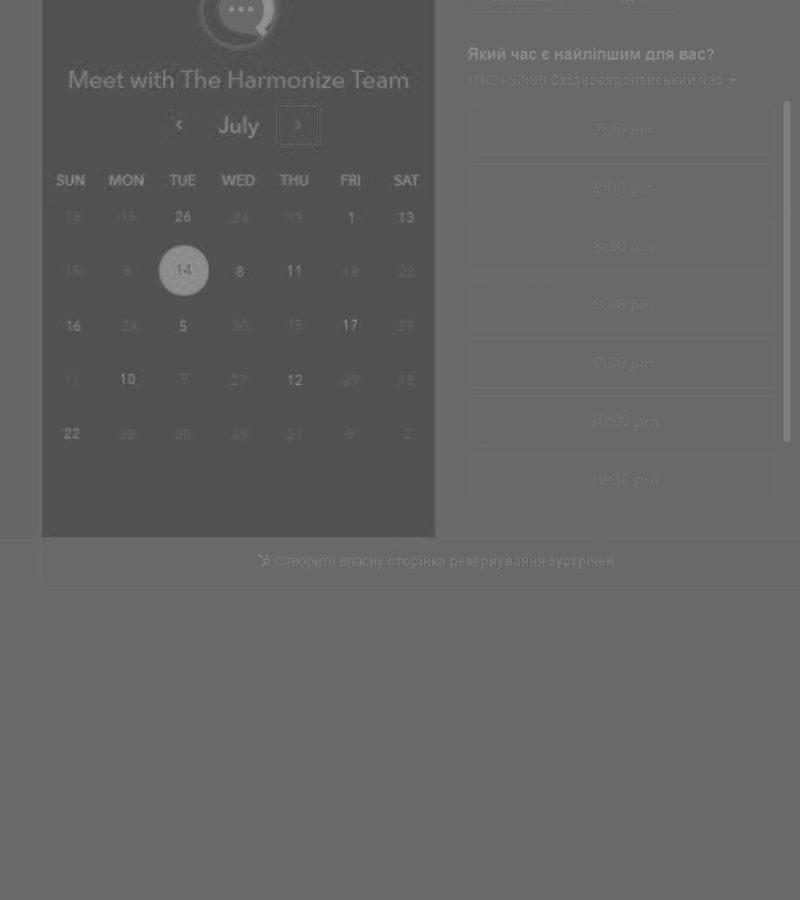 Meet with The Harmonize Team
July
SUN MON TUE WED THU FRI SAT
16 15 26 24 19 1 13
15 5 14 8 11 18 22
16 24 5 30 15 17 25
14 10 9 27 12 29 18
22 28 28 29 21 5 2
Який час є найліпшим для вас?
UTC +03:00 Східноєвропейський час
7:30 pm
8:00 pm
8:30 pm
9:00 pm
9:30 pm
10:00 pm
10:30 pm
Створити власну сторінка резервування зустрічей